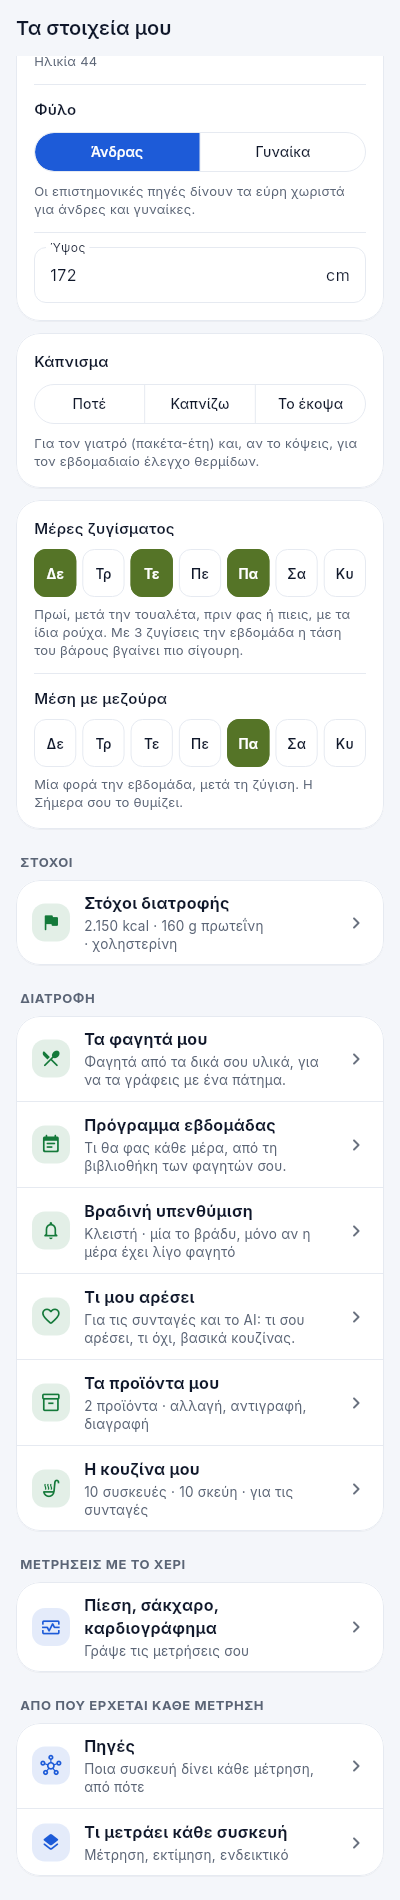 Τα στοιχεία μου
Ηλικία 44
Φύλο
Άνδρας
Γυναίκα
Οι επιστημονικές πηγές δίνουν τα εύρη χωριστά
για άνδρες και γυναίκες.
Ύψος
172 cm
Κάπνισμα
Ποτέ
Καπνίζω
Το έκοψα
Για τον γιατρό (πακέτα-έτη) και, αν το κόψεις, για
τον εβδομαδιαίο έλεγχο θερμίδων.
Μέρες ζυγίσματος
Δε Τρ Τε Πε Πα Σα Κυ
Πρωί, μετά την τουαλέτα, πριν φας ή πιεις, με τα
ίδια ρούχα. Με 3 ζυγίσεις την εβδομάδα η τάση
του βάρους βγαίνει πιο σίγουρη.
Μέση με μεζούρα
Δε Τρ Τε Πε Πα Σα Κυ
Μία φορά την εβδομάδα, μετά τη ζύγιση. Η
Σήμερα σου το θυμίζει.
ΣΤΟΧΟΙ
Στόχοι διατροφής
2.150 kcal · 160 g πρωτεΐνη
· χοληστερίνη
ΔΙΑΤΡΟΦΗ
Τα φαγητά μου
Φαγητά από τα δικά σου υλικά, για
να τα γράφεις με ένα πάτημα.
Πρόγραμμα εβδομάδας
Τι θα φας κάθε μέρα, από τη
βιβλιοθήκη των φαγητών σου.
Βραδινή υπενθύμιση
Κλειστή · μία το βράδυ, μόνο αν η
μέρα έχει λίγο φαγητό
Τι μου αρέσει
Για τις συνταγές και το AI: τι σου
αρέσει, τι όχι, βασικά κουζίνας.
Τα προϊόντα μου
2 προϊόντα · αλλαγή, αντιγραφή,
διαγραφή
Η κουζίνα μου
10 συσκευές · 10 σκεύη · για τις
συνταγές
ΜΕΤΡΗΣΕΙΣ ΜΕ ΤΟ ΧΕΡΙ
Πίεση, σάκχαρο,
καρδιογράφημα
Γράψε τις μετρήσεις σου
ΑΠΟ ΠΟΥ ΕΡΧΕΤΑΙ ΚΑΘΕ ΜΕΤΡΗΣΗ
Πηγές
Ποια συσκευή δίνει κάθε μέτρηση,
από πότε
Τι μετράει κάθε συσκευή
Μέτρηση, εκτίμηση, ενδεικτικό